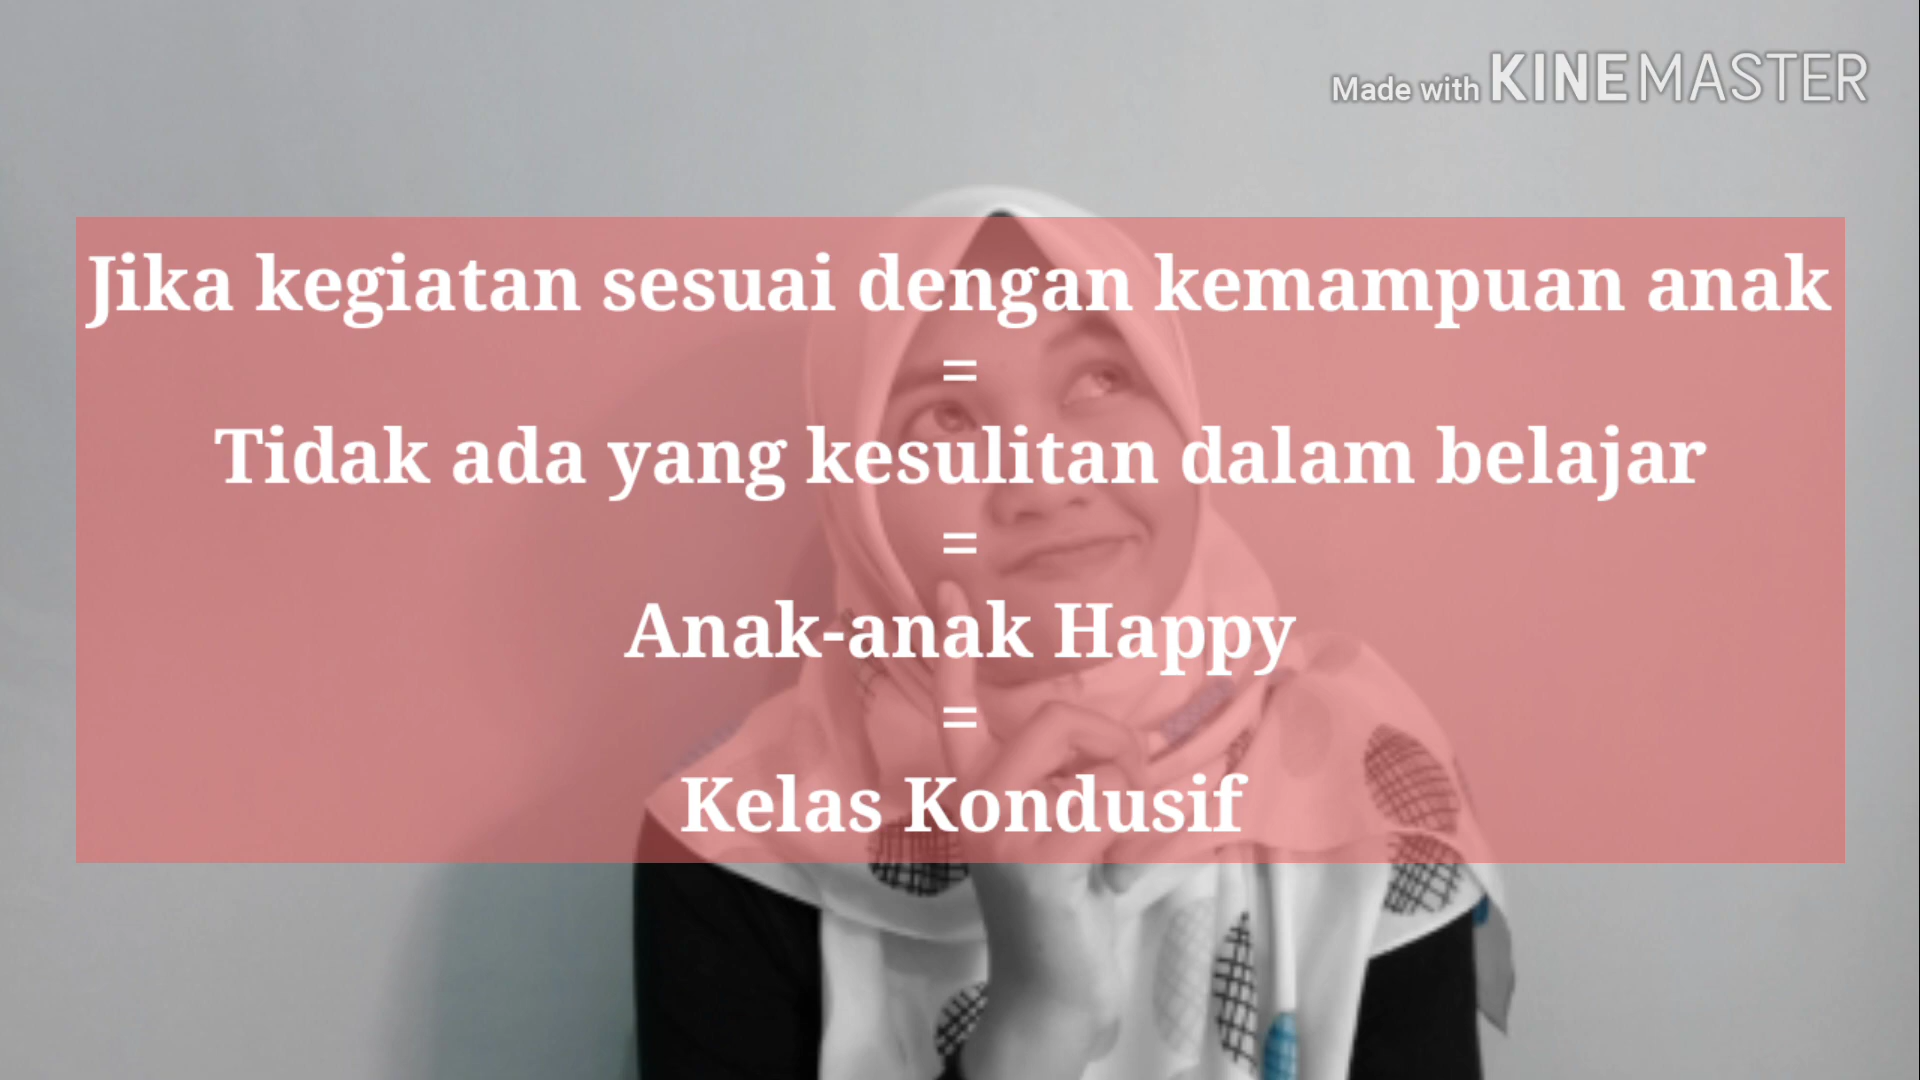 Made with KINEMASTER
Jika kegiatan sesuai dengan kemampuan anak
=
Tidak ada yang kesulitan dalam belajar
=
Anak-anak Happy
=
Kelas Kondusif